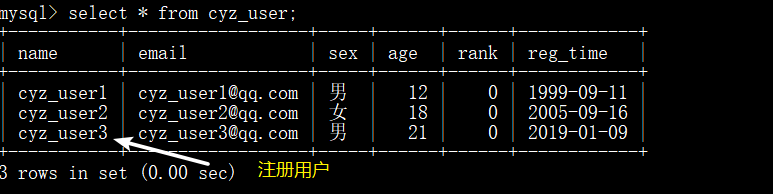 mysql> select * from cyz_user;
| name | email | sex | age | rank | reg_time |
| cyz_user1 | cyz_user1@qq.com | 男 | 12 | 0 | 1999-09-11 |
| cyz_user2 | cyz_user2@qq.com | 女 | 18 | 0 | 2005-09-16 |
| cyz_user3 | cyz_user3@qq.com | 男 | 21 | 0 | 2019-01-09 |
3 rows in set (0.00 sec) 注册用户